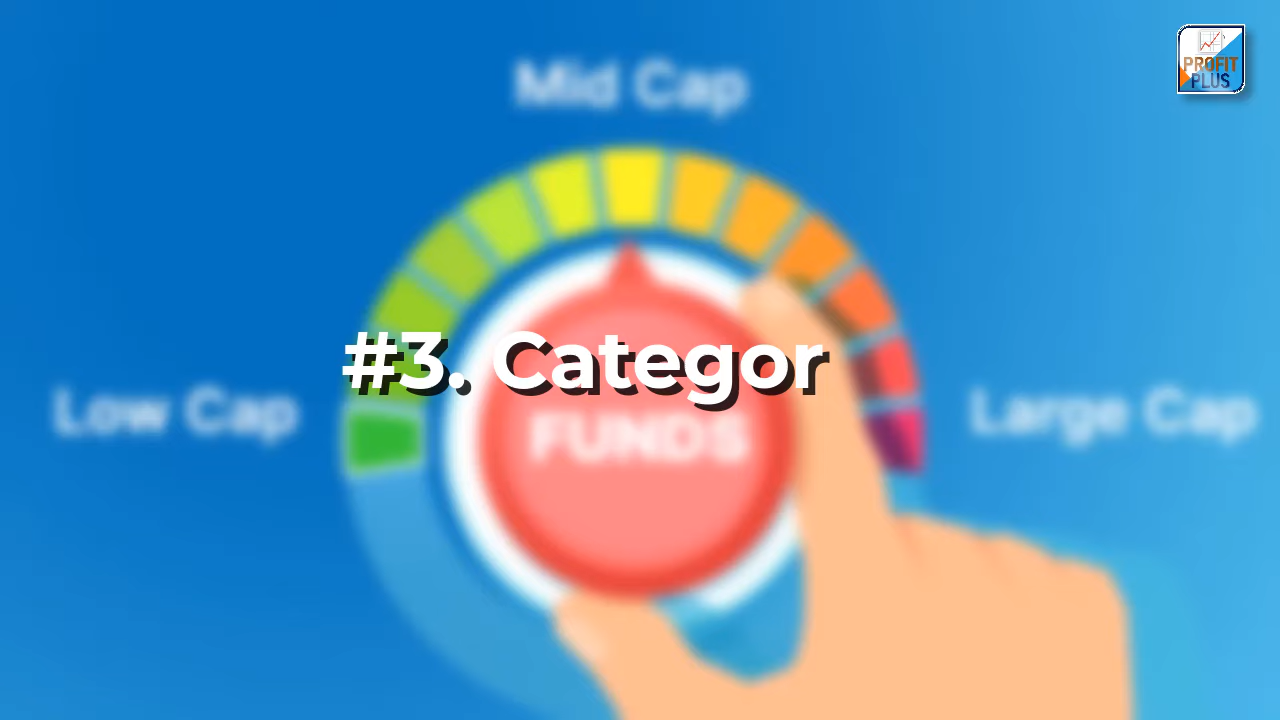 PROFIT
PLUS
Mid Cap
#3. Categor
Low Cap
Large Cap
FUNDS